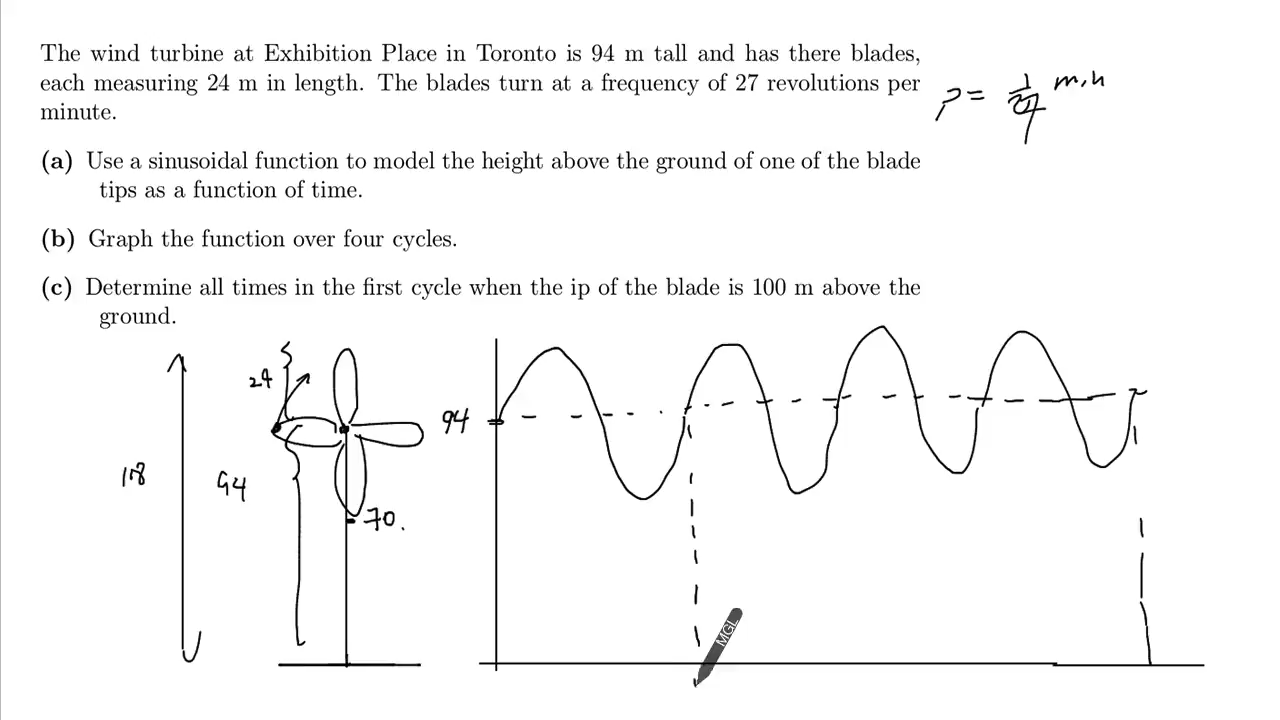 The wind turbine at Exhibition Place in Toronto is 94 m tall and has there blades,
each measuring 24 m in length. The blades turn at a frequency of 27 revolutions per
minute.
P = 1/27 min
(a) Use a sinusoidal function to model the height above the ground of one of the blade
tips as a function of time.
(b) Graph the function over four cycles.
(c) Determine all times in the first cycle when the ip of the blade is 100 m above the
ground.
24
94
118
94
70.
MGL